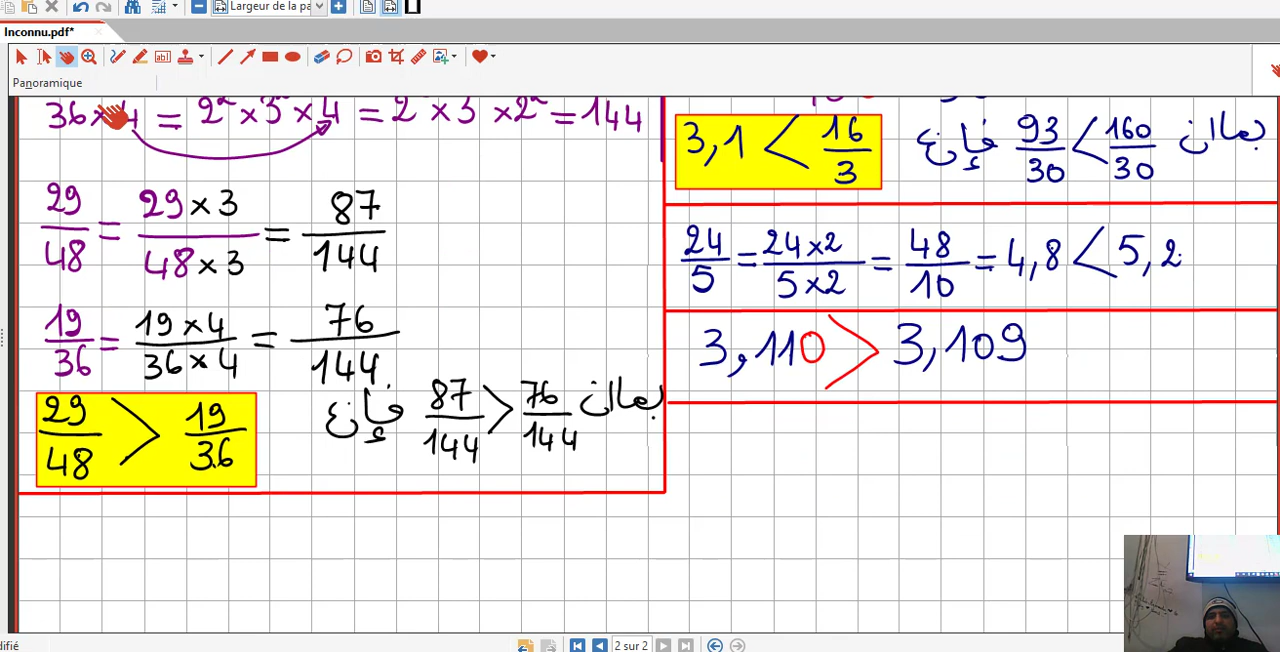 Largeur de la pa
Inconnu.pdf*
Panoramique
36×4 = 2²×3²×4 = 2²×3²×2² = 144
29/48 = 29×3/48×3 = 87/144
19/36 = 19×4/36×4 = 76/144
بما ان 76/144 < 87/144 فإن
29/48 > 19/36
بما ان 93/30 < 160/30 فإن
3,1 < 16/3
24/5 = 24×2/5×2 = 48/10 = 4,8 < 5,2
3,110 > 3,109
difié
2 sur 2